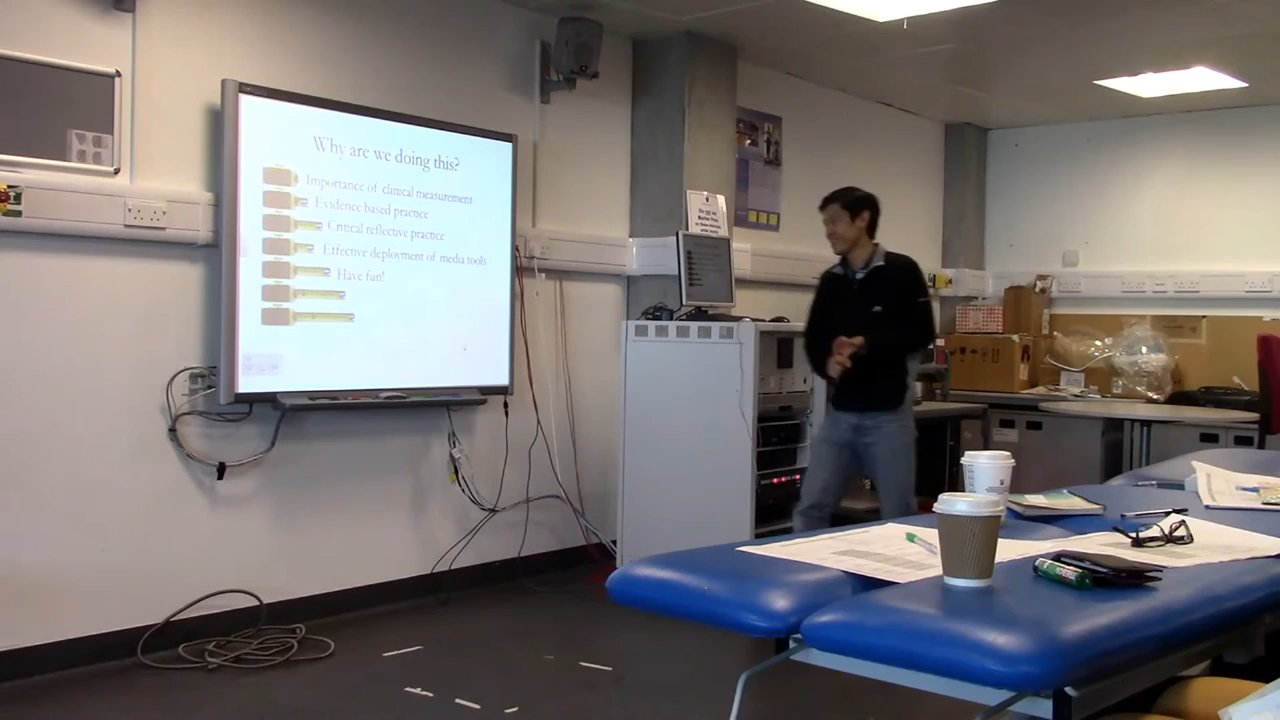 Why are we doing this?
Importance of clinical measurement
Evidence based practice
Critical reflective practice
Effective deployment of media tools
Have fun!